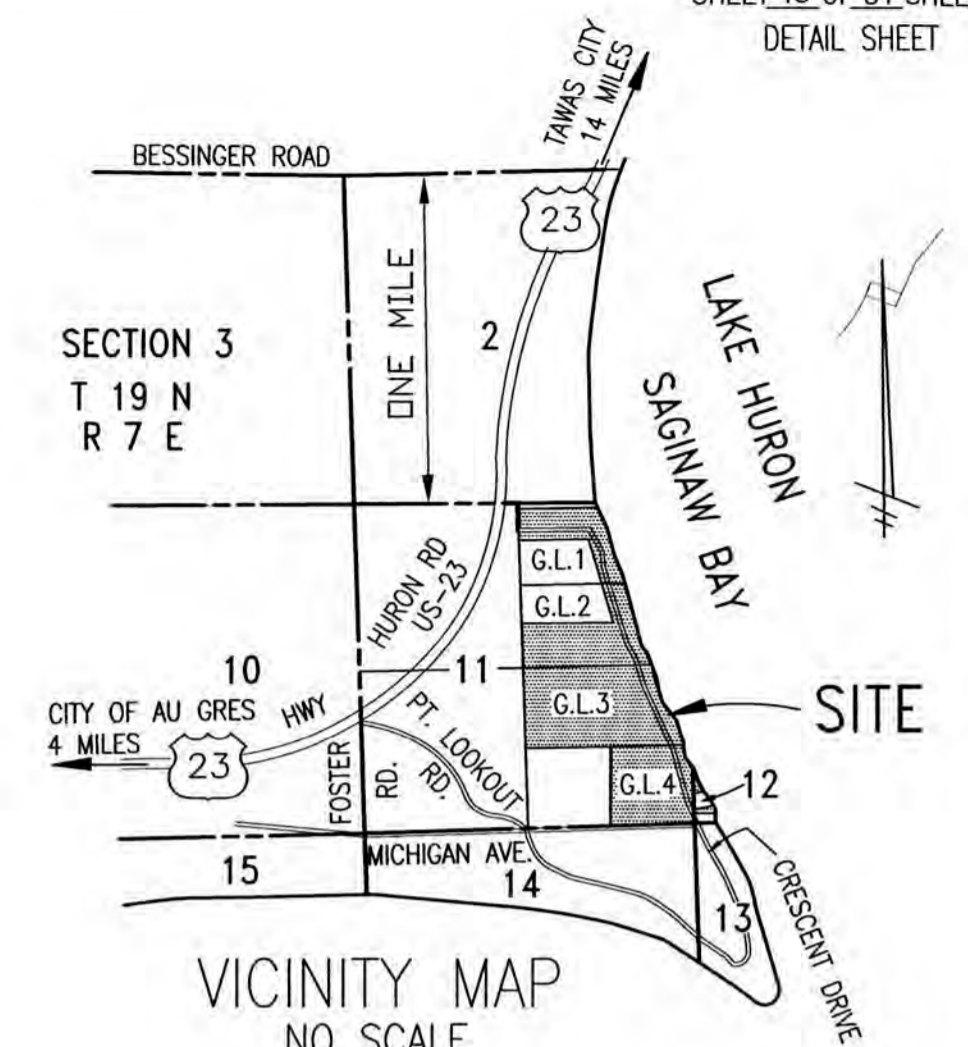 DETAIL SHEET
TAWAS CITY
14 MILES
BESSINGER ROAD
23
ONE MILE
2
SECTION 3
T 19 N
R 7 E
LAKE HURON
SAGINAW BAY
HURON RD
US-23
G.L.1
G.L.2
10
11
G.L.3
SITE
CITY OF AU GRES
4 MILES
HWY
23
PT. LOOKOUT
RD.
FOSTER
RD.
G.L.4
12
MICHIGAN AVE.
15
14
13
CRESCENT DRIVE
VICINITY MAP
NO SCALE